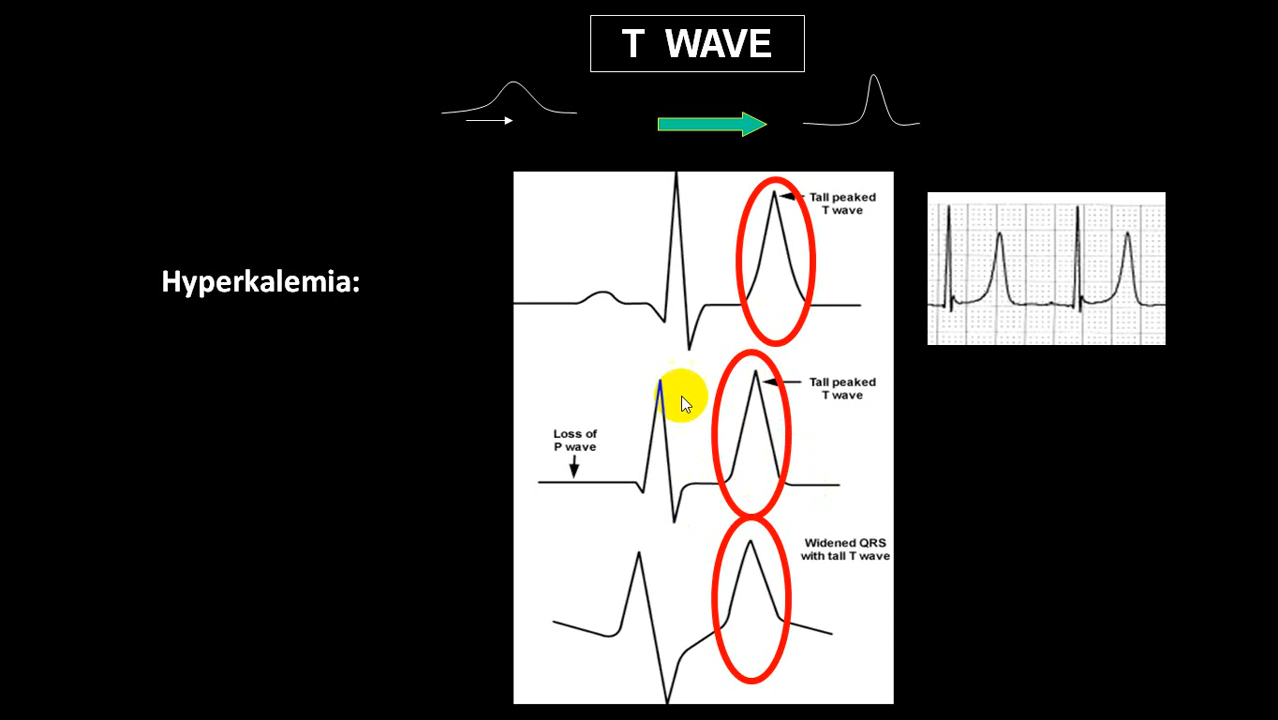 T WAVE
Hyperkalemia:
Tall peaked
T wave
Tall peaked
T wave
Loss of
P wave
Widened QRS
with tall T wave